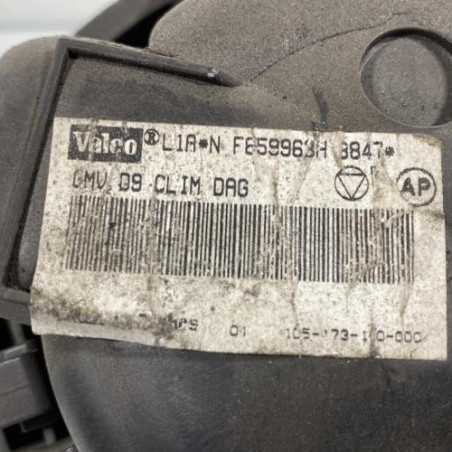 Valeo® L1A*N F659963H 3847*
GMV D9 CLIM DAG
AP
01